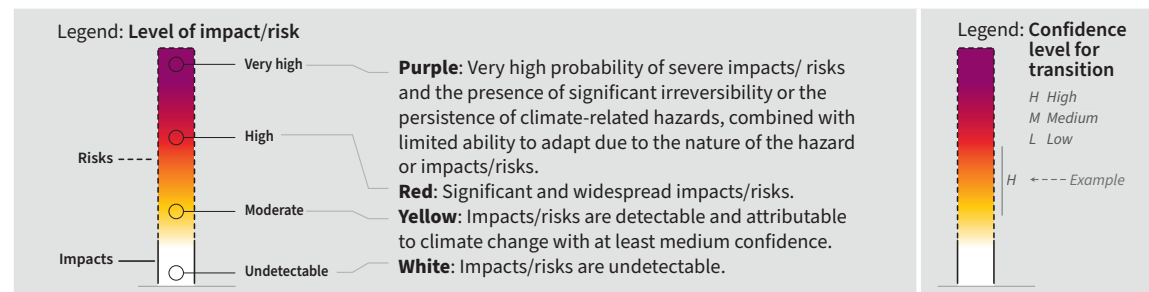 Legend: Level of impact/risk
Very high
High
Risks
Moderate
Impacts
Undetectable
Purple: Very high probability of severe impacts/ risks
and the presence of significant irreversibility or the
persistence of climate-related hazards, combined with
limited ability to adapt due to the nature of the hazard
or impacts/risks.
Red: Significant and widespread impacts/risks.
Yellow: Impacts/risks are detectable and attributable
to climate change with at least medium confidence.
White: Impacts/risks are undetectable.
Legend: Confidence
level for
transition
H High
M Medium
L Low
H
Example